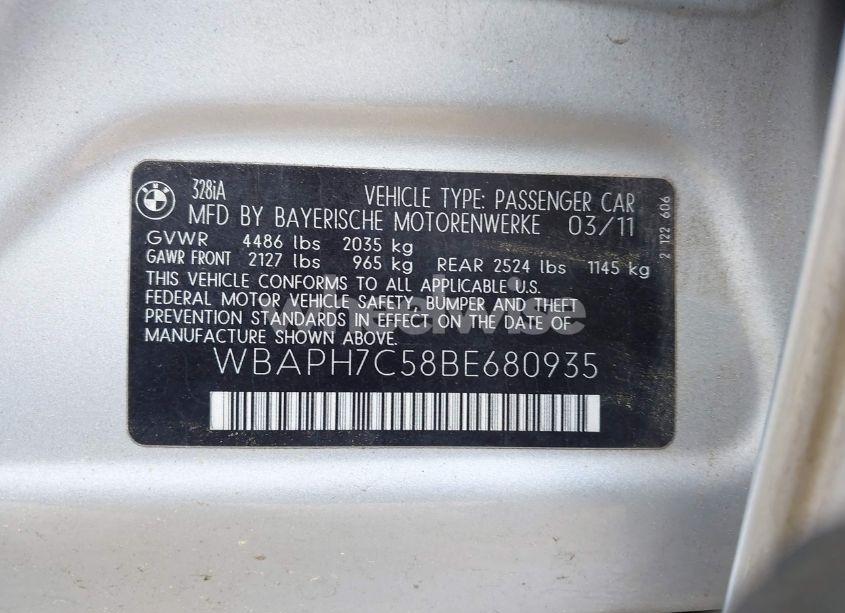 BMW
328iA
VEHICLE TYPE: PASSENGER CAR
MFD BY BAYERISCHE MOTORENWERKE 03/11
GVWR 4486 lbs 2035 kg
GAWR FRONT 2127 lbs 965 kg REAR 2524 lbs 1145 kg
THIS VEHICLE CONFORMS TO ALL APPLICABLE U.S.
FEDERAL MOTOR VEHICLE SAFETY, BUMPER AND THEFT
PREVENTION STANDARDS IN EFFECT ON THE DATE OF
MANUFACTURE SHOWN ABOVE.
WBAPH7C58BE680935
2 122 606
wheelwise